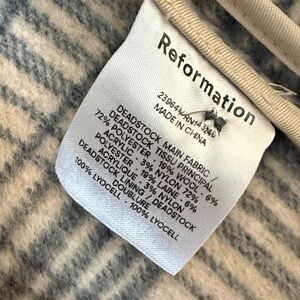 Reformation
MADE IN CHINA
DEADSTOCK MAIN FABRIC /
DEADSTOCK TISSU PRINCIPAL
72% POLYESTER, 19% WOOL, 6%
ACRYLIC, 3% NYLON / 72%
POLYESTER, 19% LAINE, 6%
ACRYLIQUE, 3% NYLON
DEADSTOCK LINING / DEADSTOCK
DOUBLURE
100% LYOCELL
100% LYOCELL